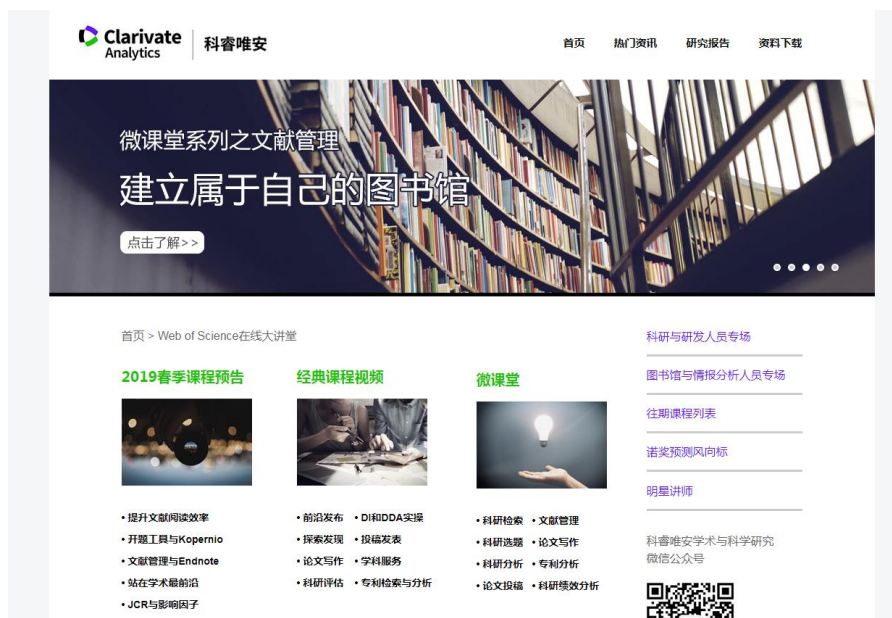 Clarivate
Analytics
科睿唯安
首页 热门资讯 研究报告 资料下载
微课堂系列之文献管理
建立属于自己的图书馆
点击了解>>
首页 > Web of Science在线大讲堂
2019春季课程预告
• 提升文献阅读效率
• 开题工具与Kopernio
• 文献管理与Endnote
• 站在学术最前沿
• JCR与影响因子
经典课程视频
• 前沿发布 • DI和DDA实操
• 探索发现 • 投稿发表
• 论文写作 • 学科服务
• 科研评估 • 专利检索与分析
微课堂
• 科研检索 • 文献管理
• 科研选题 • 论文写作
• 科研分析 • 专利分析
• 论文投稿 • 科研绩效分析
科研与研发人员专场
图书馆与情报分析人员专场
往期课程列表
诺奖预测风向标
明星讲师
科睿唯安学术与科学研究
微信公众号